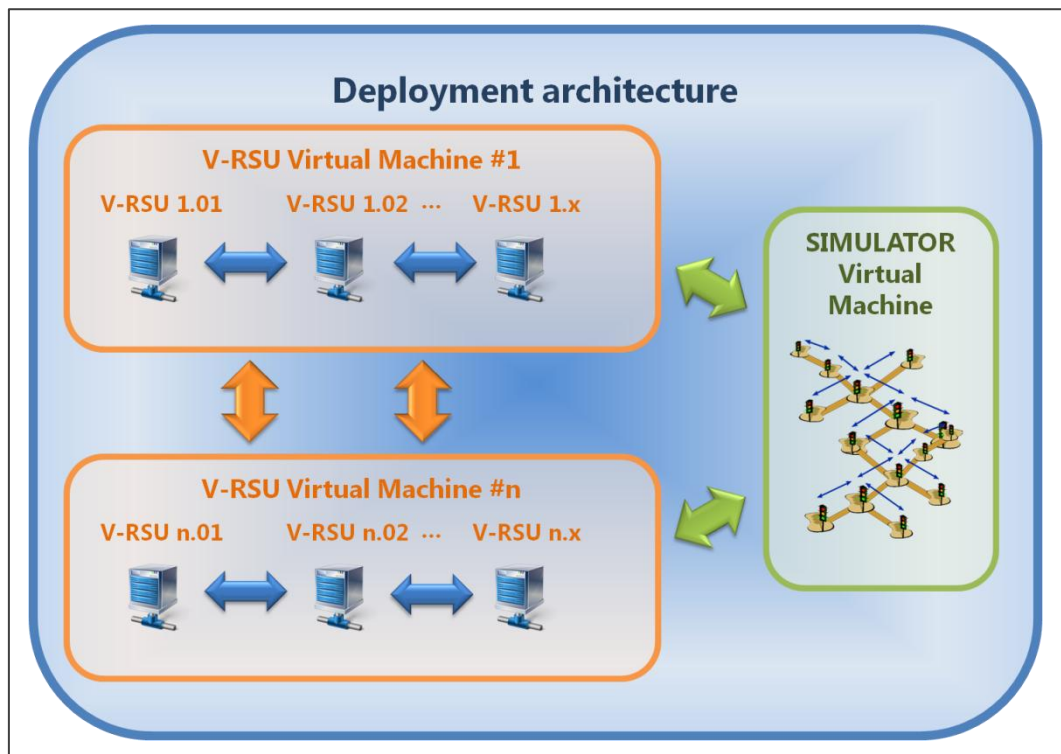 Deployment architecture
V-RSU Virtual Machine #1
V-RSU 1.01 V-RSU 1.02 ... V-RSU 1.x
SIMULATOR
Virtual
Machine
V-RSU Virtual Machine #n
V-RSU n.01 V-RSU n.02 ... V-RSU n.x